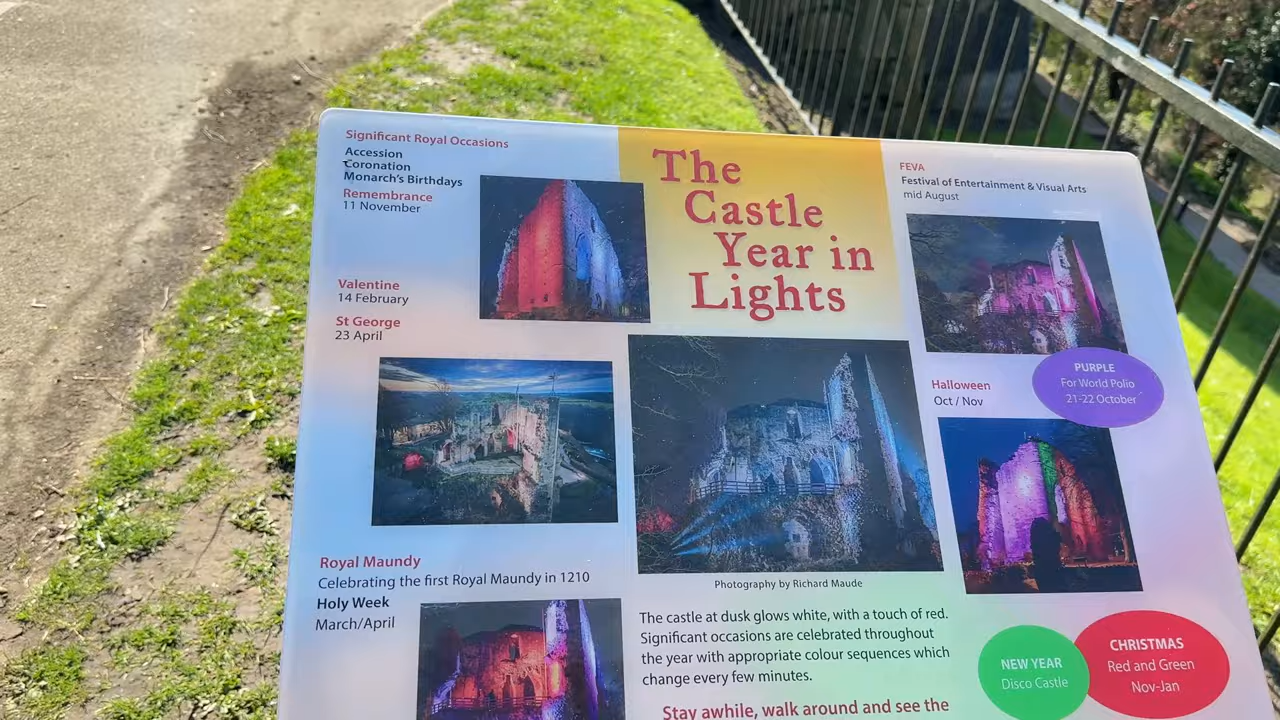 Significant Royal Occasions
Accession
Coronation
Monarch's Birthdays
Remembrance
11 November
Valentine
14 February
St George
23 April
Royal Maundy
Celebrating the first Royal Maundy in 1210
Holy Week
March/April
The
Castle
Year in
Lights
Photography by Richard Maude
The castle at dusk glows white, with a touch of red.
Significant occasions are celebrated throughout
the year with appropriate colour sequences which
change every few minutes.
Stay awhile, walk around and see the
FEVA
Festival of Entertainment & Visual Arts
mid August
PURPLE
For World Polio
21-22 October
Halloween
Oct / Nov
NEW YEAR
Disco Castle
CHRISTMAS
Red and Green
Nov-Jan